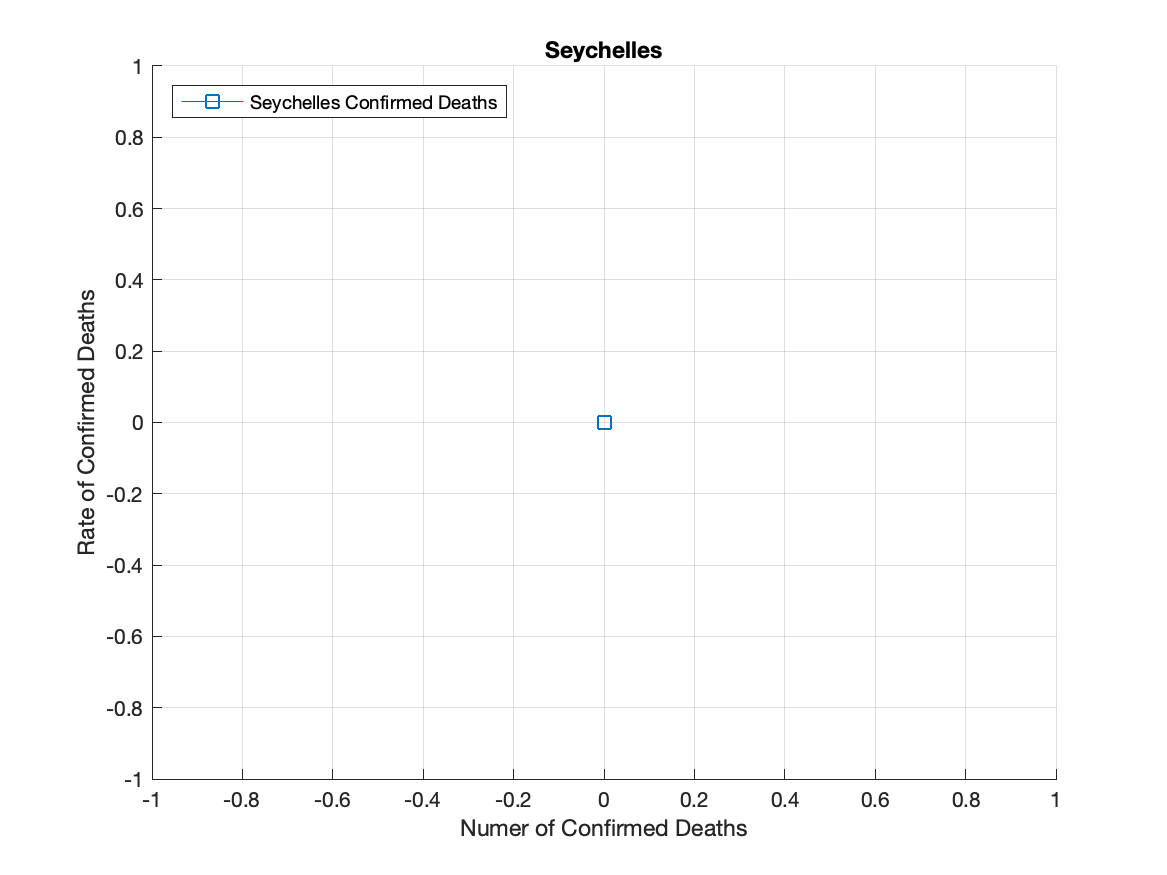 Seychelles
Seychelles Confirmed Deaths
1
0.8
0.6
0.4
0.2
0
-0.2
-0.4
-0.6
-0.8
-1
Rate of Confirmed Deaths
-1 -0.8 -0.6 -0.4 -0.2 0 0.2 0.4 0.6 0.8 1
Numer of Confirmed Deaths